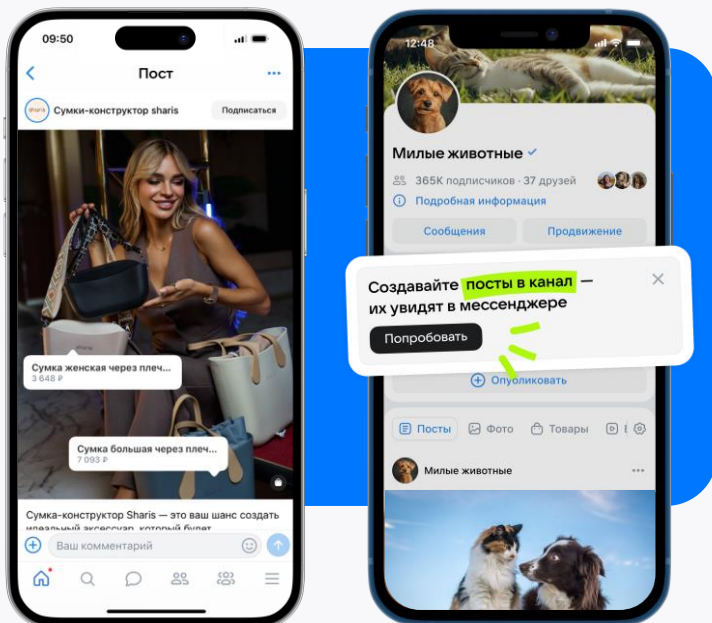 09:50
Пост
sharis
Сумки-конструктор sharis
Подписаться
Сумка женская через плеч...
3 648 ₽
Сумка большая через плеч...
7 093 ₽
Сумка-конструктор Sharis — это ваш шанс создать
идеальный аксессуар, который будет
Ваш комментарий
12:48
Милые животные
365K подписчиков · 37 друзей
Подробная информация
Сообщения
Продвижение
Создавайте посты в канал —
их увидят в мессенджере
Попробовать
Опубликовать
Посты
Фото
Товары
Милые животные